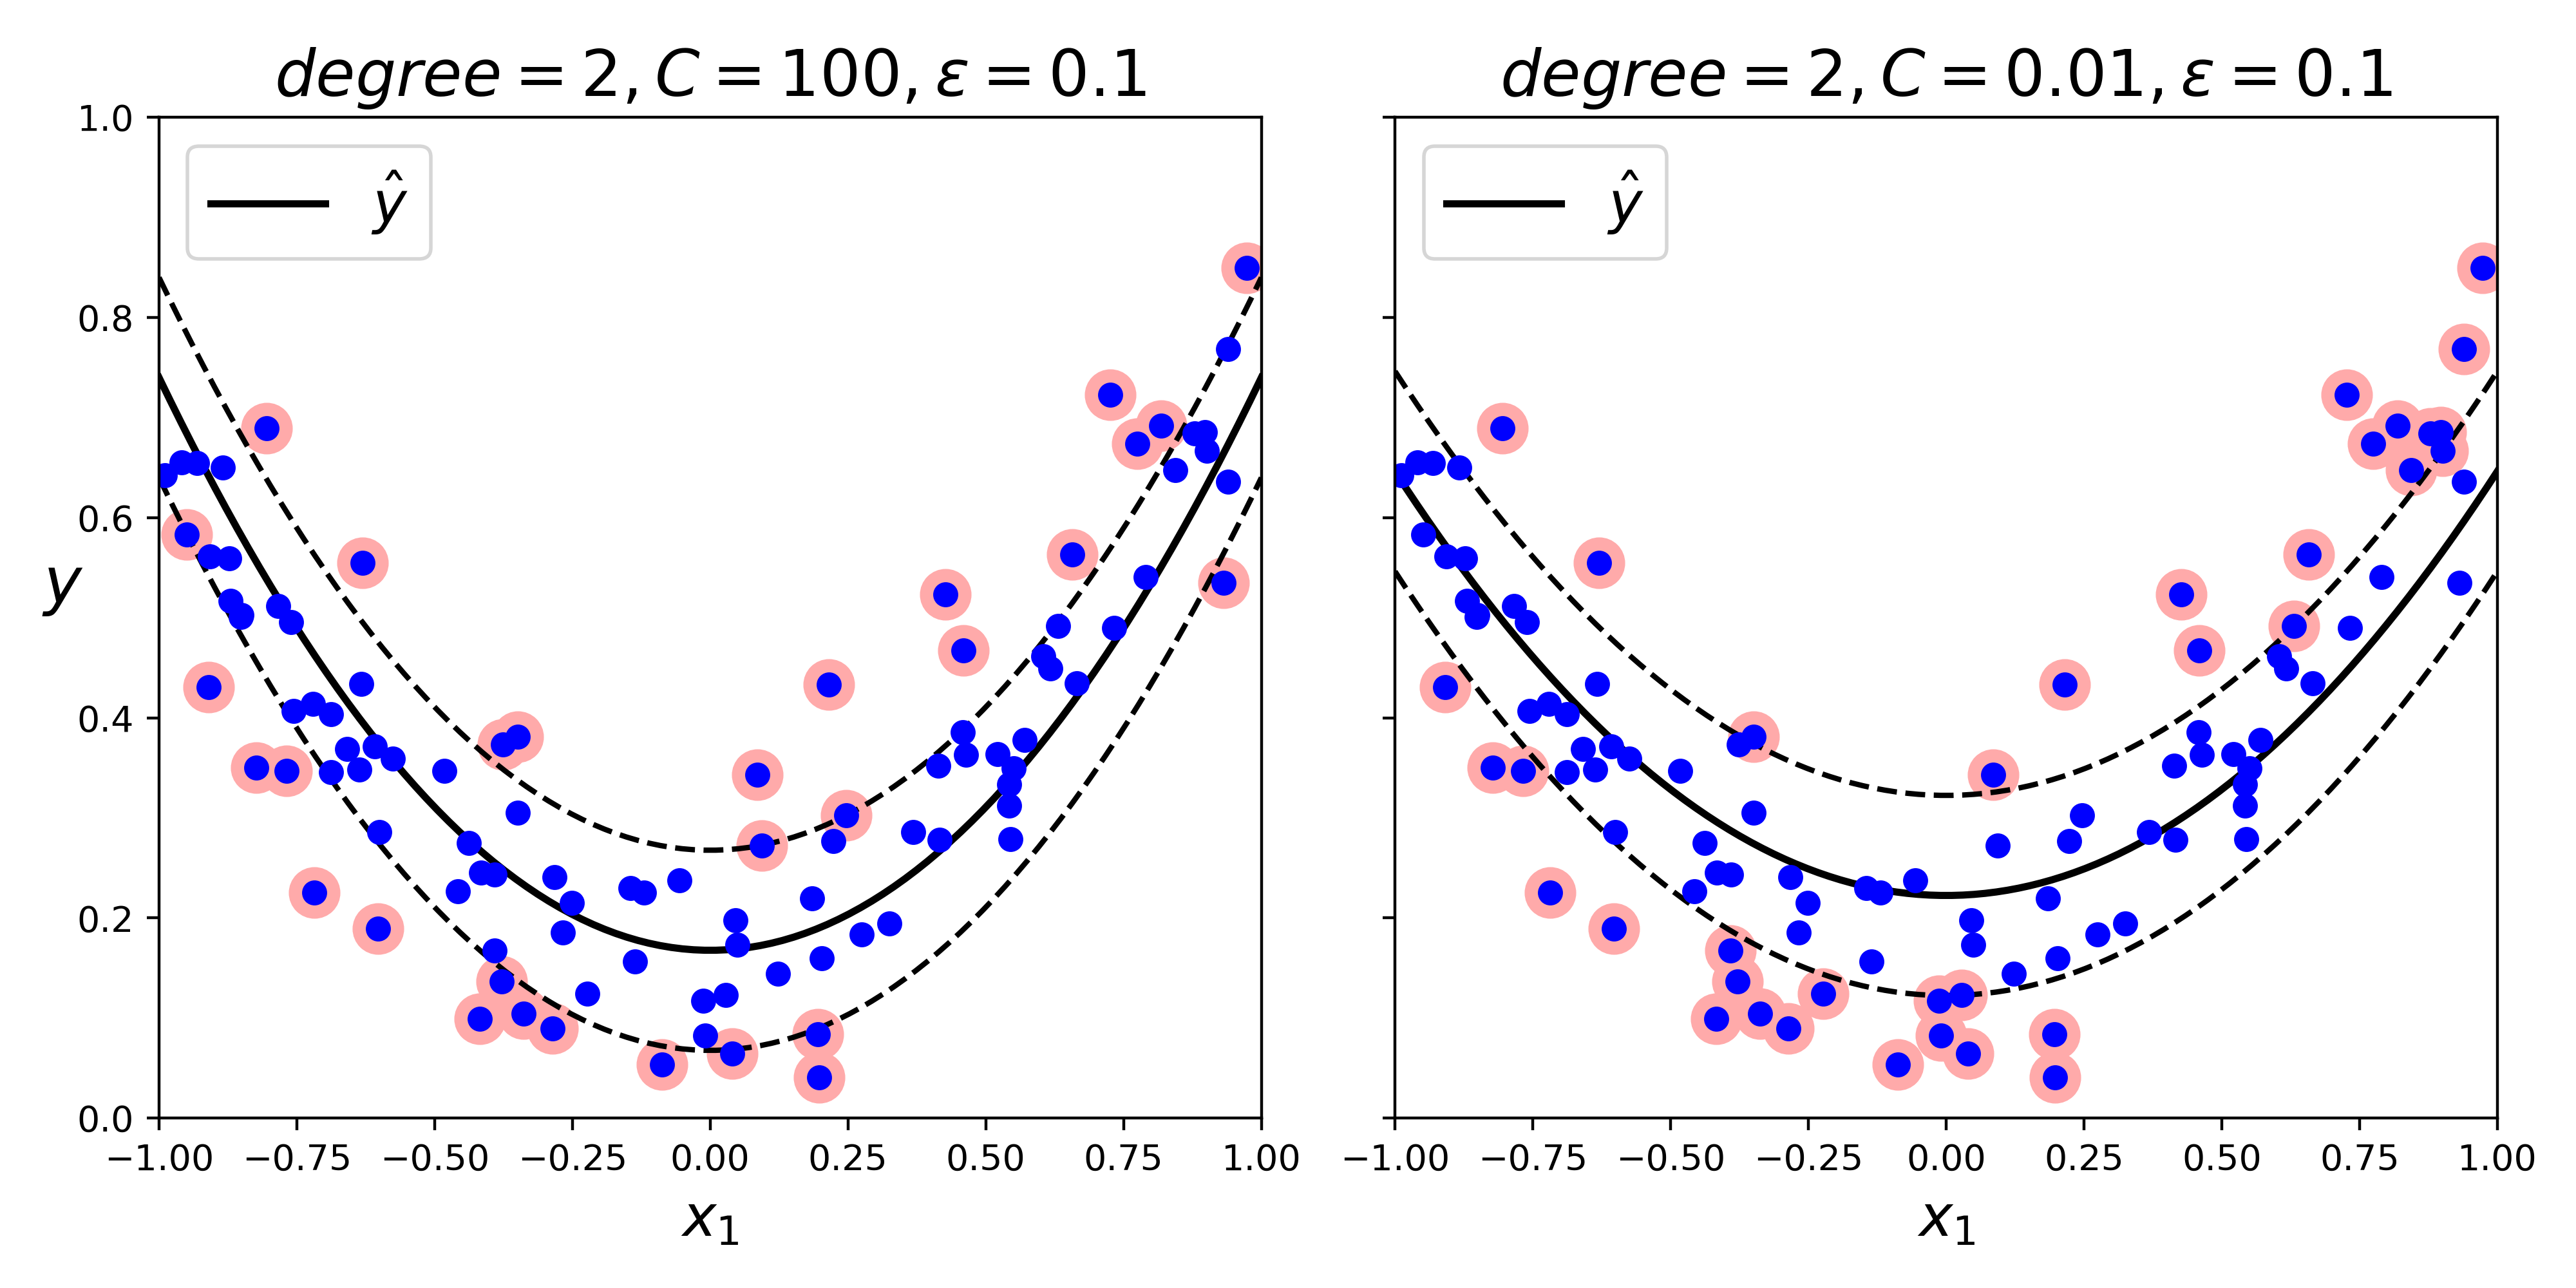 degree = 2, C = 100, ε = 0.1
ŷ
1.0
0.8
0.6
0.4
0.2
0.0
y
−1.00 −0.75 −0.50 −0.25 0.00 0.25 0.50 0.75 1.00
x₁
degree = 2, C = 0.01, ε = 0.1
ŷ
−1.00 −0.75 −0.50 −0.25 0.00 0.25 0.50 0.75 1.00
x₁